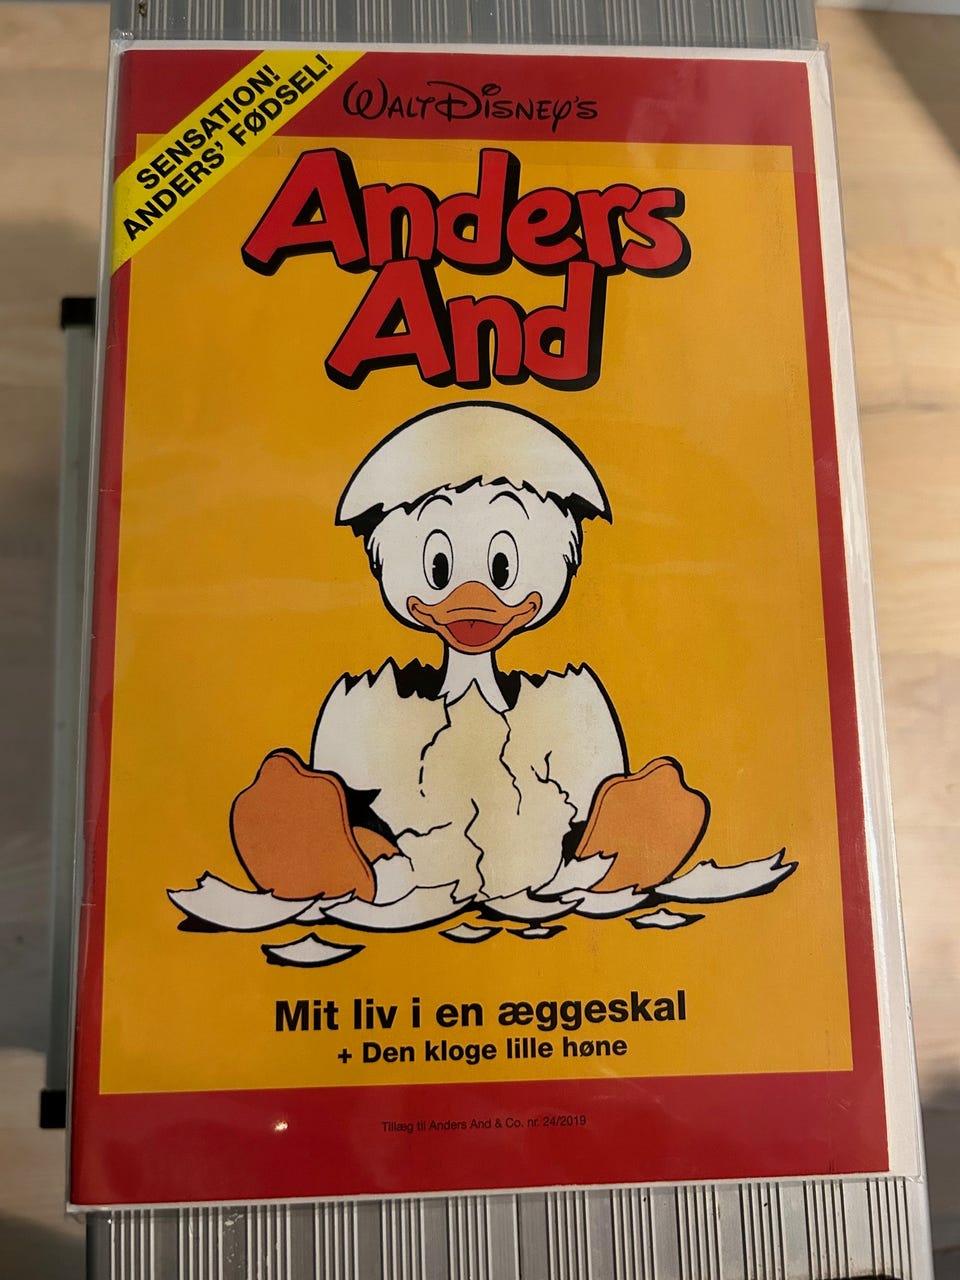 SENSATION!
ANDERS' FØDSEL!
WALT DISNEY'S
Anders
And
Mit liv i en æggeskal
+ Den kloge lille høne
Tillæg til Anders And & Co. nr. 24/2019